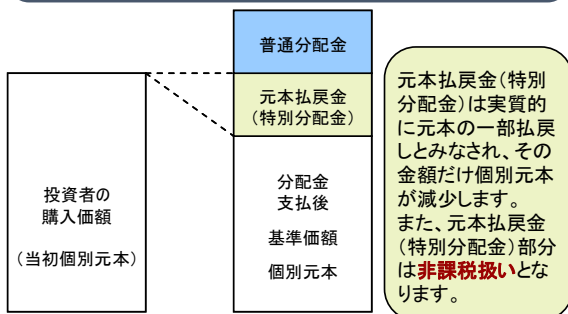 普通分配金
元本払戻金
(特別分配金)
分配金
支払後
基準価額
個別元本
投資者の
購入価額
(当初個別元本)
元本払戻金(特別
分配金)は実質的
に元本の一部払戻
しとみなされ、その
金額だけ個別元本
が減少します。
また、元本払戻金
(特別分配金)部分
は非課税扱いとな
ります。